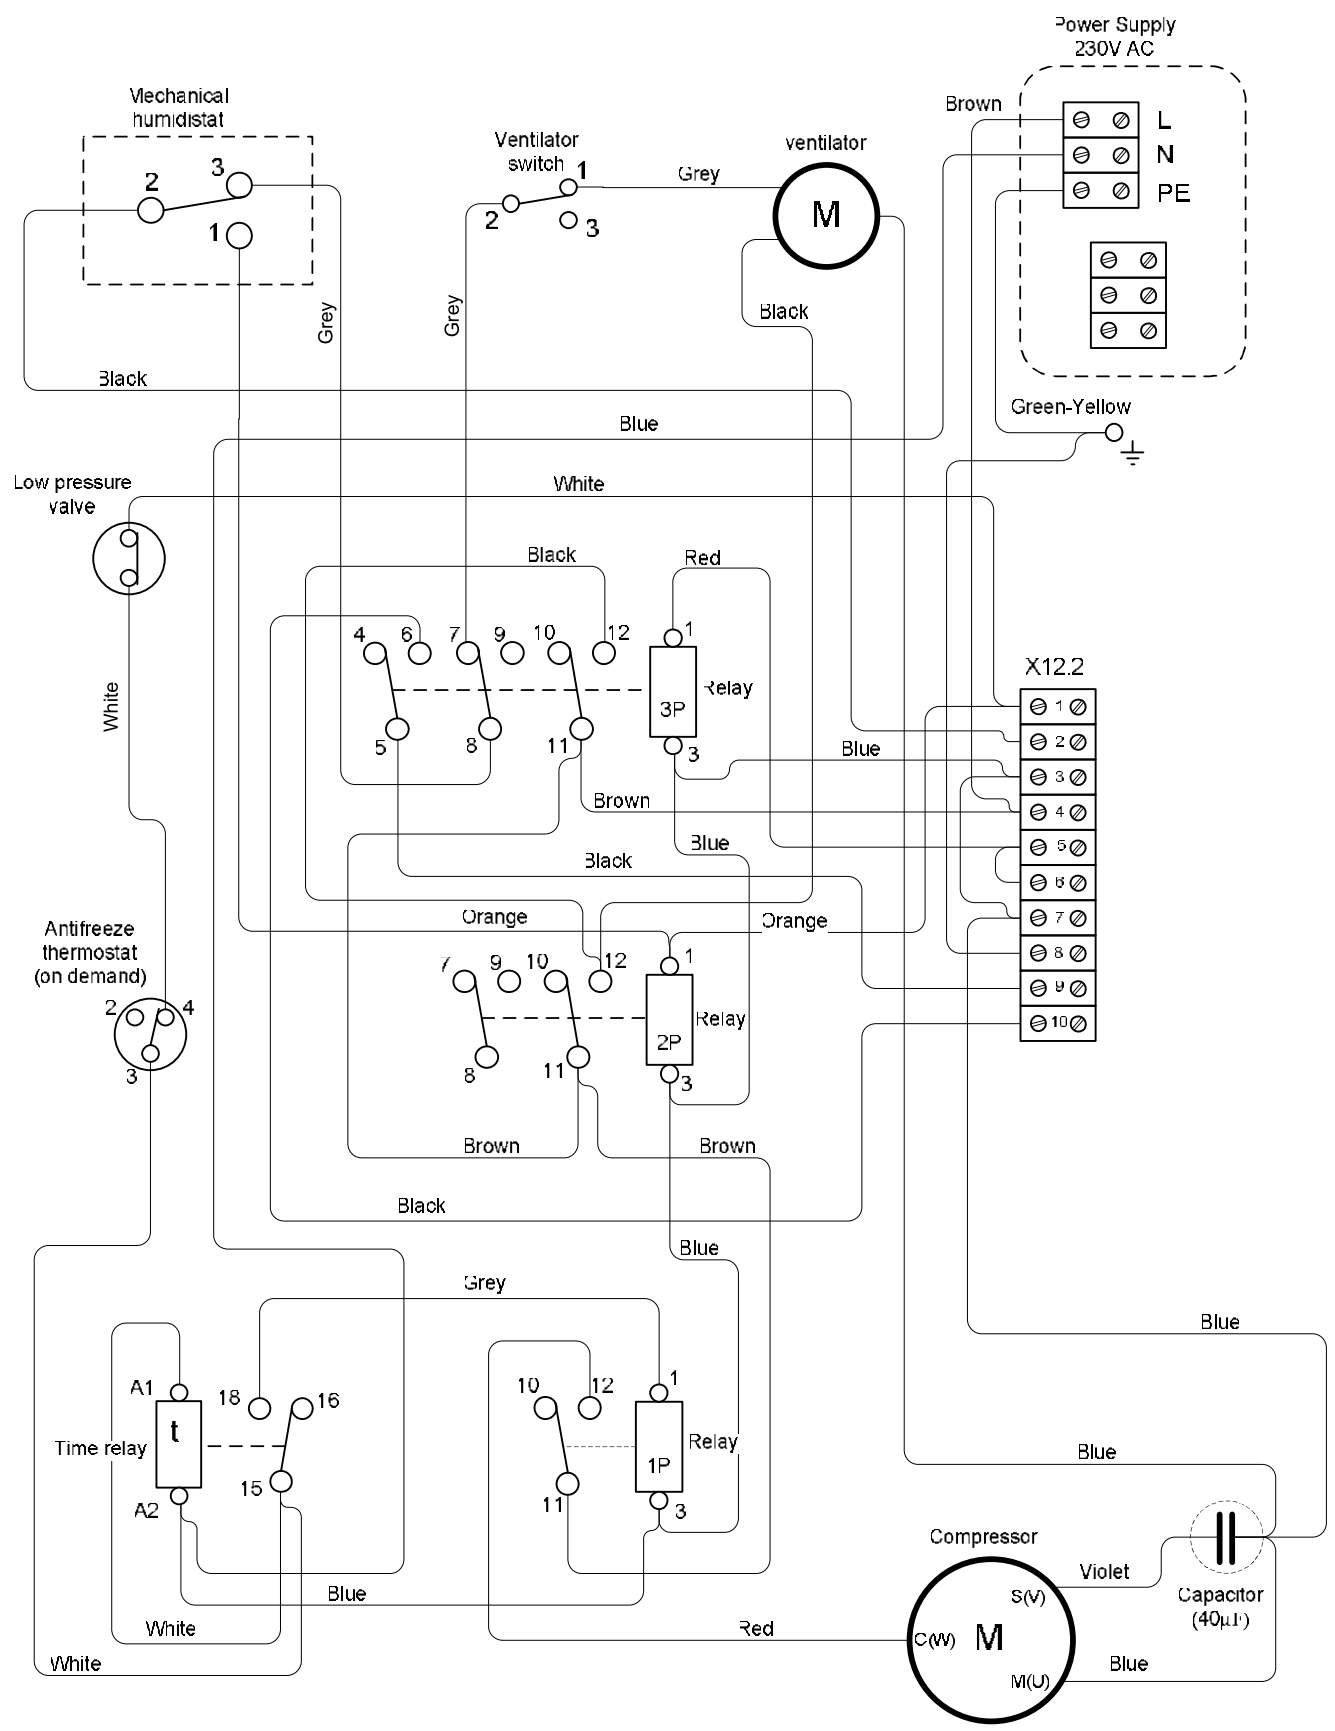 Power Supply
230V AC
Mechanical
humidistat
Brown
L
N
PE
Ventilator
switch
ventilator
1
2
3
Grey
M
2
3
1
Grey
Grey
Black
Black
Green-Yellow
Blue
Low pressure
valve
White
Black
Red
4
6
7
9
10
12
1
Relay
3P
5
8
11
3
White
X12.2
1
2
3
4
5
6
7
8
9
10
Blue
Brown
Blue
Black
Orange
Orange
Antifreeze
thermostat
(on demand)
2
4
3
7
9
10
12
1
Relay
2P
8
11
3
Brown
Brown
Black
Blue
Grey
Blue
A1
18
16
t
Time relay
15
A2
10
12
1
Relay
1P
11
3
Blue
Blue
White
White
Red
Compressor
Violet
S(V)
C(W)
M
M(U)
Capacitor
(40µF)
Blue